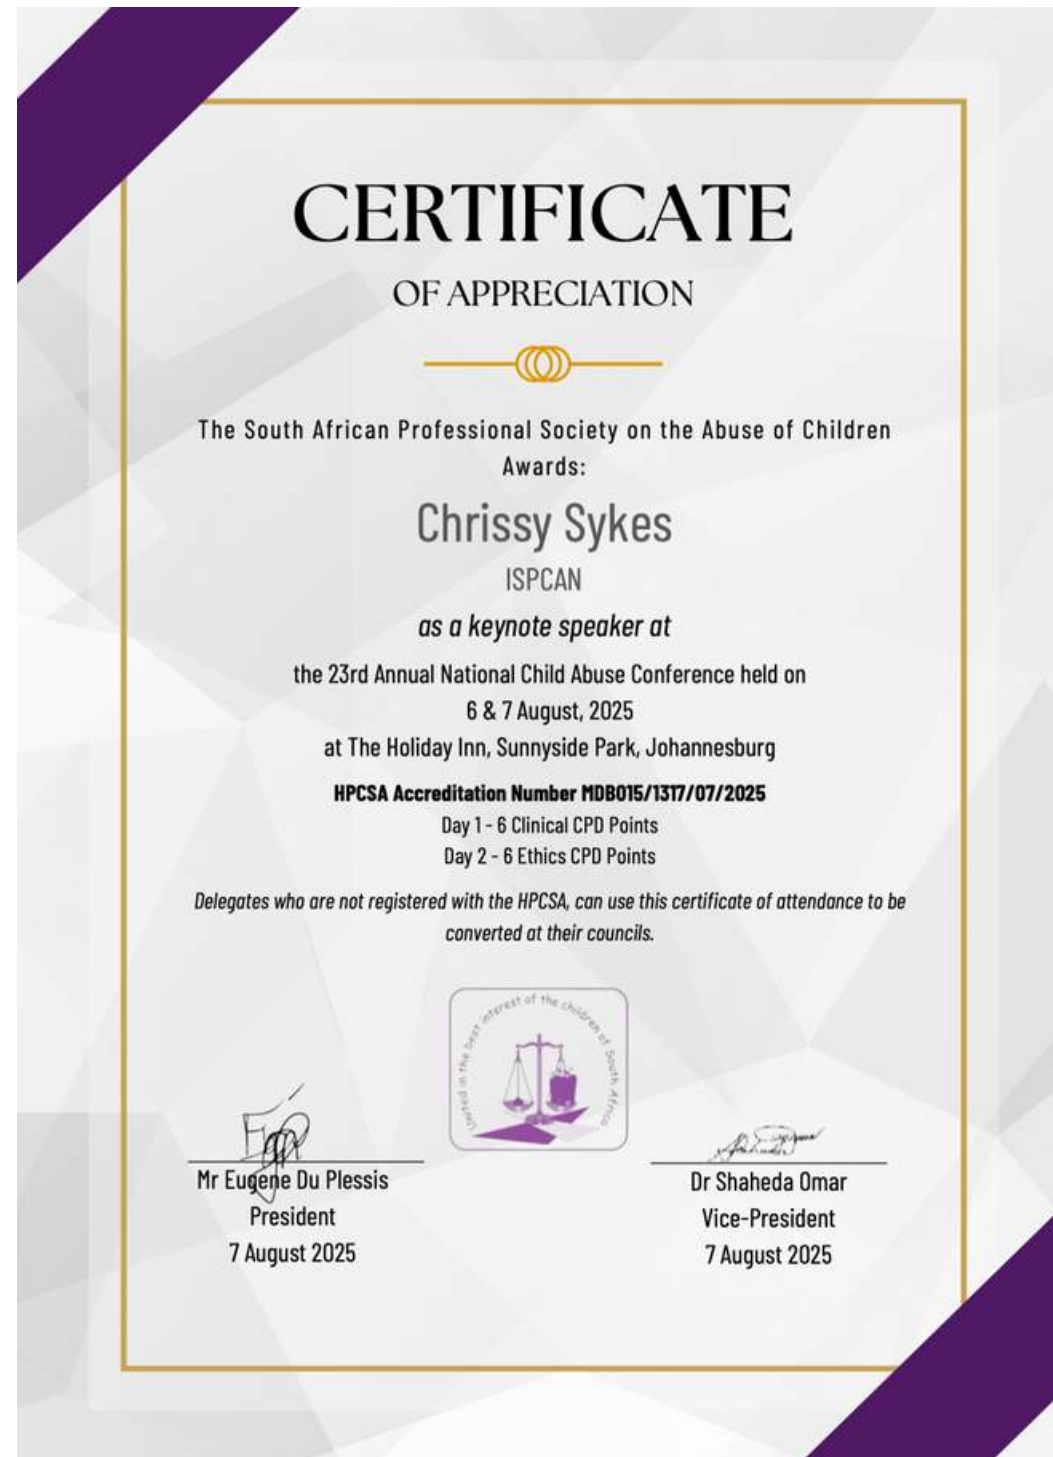 CERTIFICATE
OF APPRECIATION
The South African Professional Society on the Abuse of Children
Awards:
Chrissy Sykes
ISPCAN
as a keynote speaker at
the 23rd Annual National Child Abuse Conference held on
6 & 7 August, 2025
at The Holiday Inn, Sunnyside Park, Johannesburg
HPCSA Accreditation Number MDB015/1317/07/2025
Day 1 - 6 Clinical CPD Points
Day 2 - 6 Ethics CPD Points
Delegates who are not registered with the HPCSA, can use this certificate of attendance to be
converted at their councils.
United in the best interest of the children of South Africa
Mr Eugene Du Plessis
President
7 August 2025
Dr Shaheda Omar
Vice-President
7 August 2025